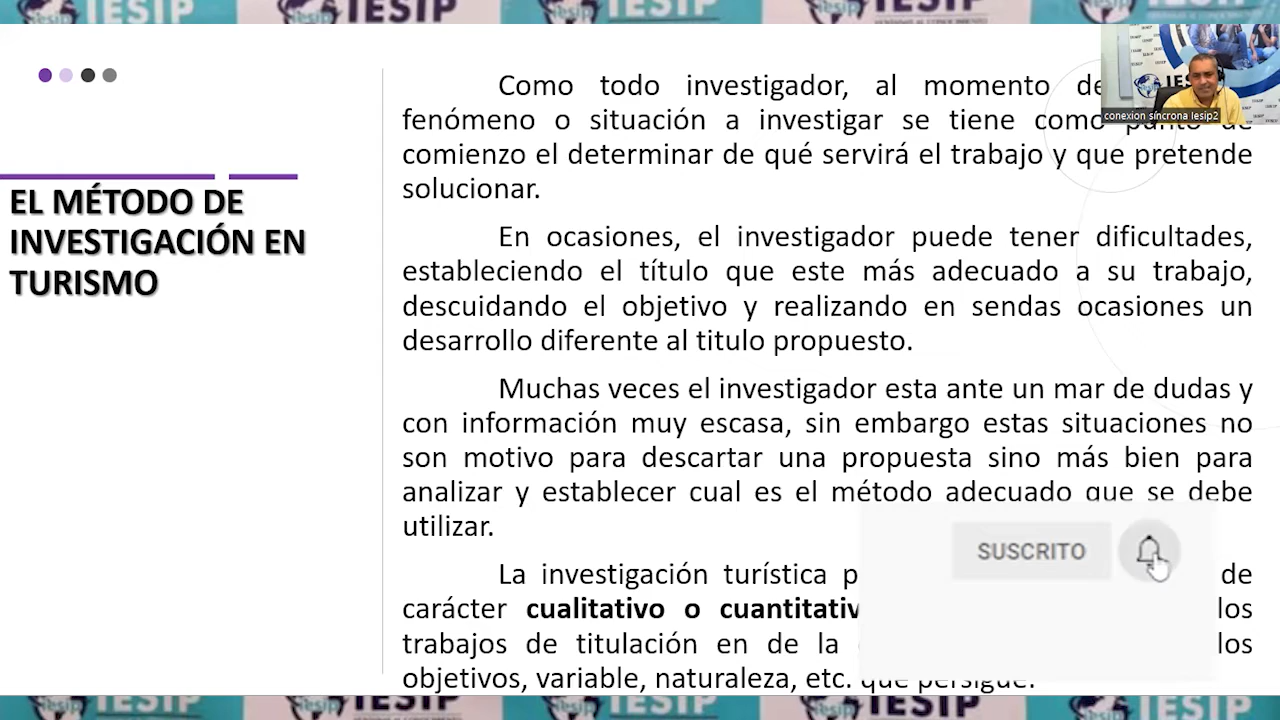 IESIP
EL MÉTODO DE
INVESTIGACIÓN EN
TURISMO
Como todo investigador, al momento
fenómeno o situación a investigar se tiene como punto de
comienzo el determinar de qué servirá el trabajo y que pretende
solucionar.
En ocasiones, el investigador puede tener dificultades,
estableciendo el título que este más adecuado a su trabajo,
descuidando el objetivo y realizando en sendas ocasiones un
desarrollo diferente al titulo propuesto.
Muchas veces el investigador esta ante un mar de dudas y
con información muy escasa, sin embargo estas situaciones no
son motivo para descartar una propuesta sino más bien para
analizar y establecer cual es el método adecuado que se debe
utilizar.
La investigación turística de
carácter cualitativo o los
trabajos de titulación en de la los
objetivos, variable, naturaleza, etc. que persigue.
conexion síncrona Iesip2
SUSCRITO
IESIP